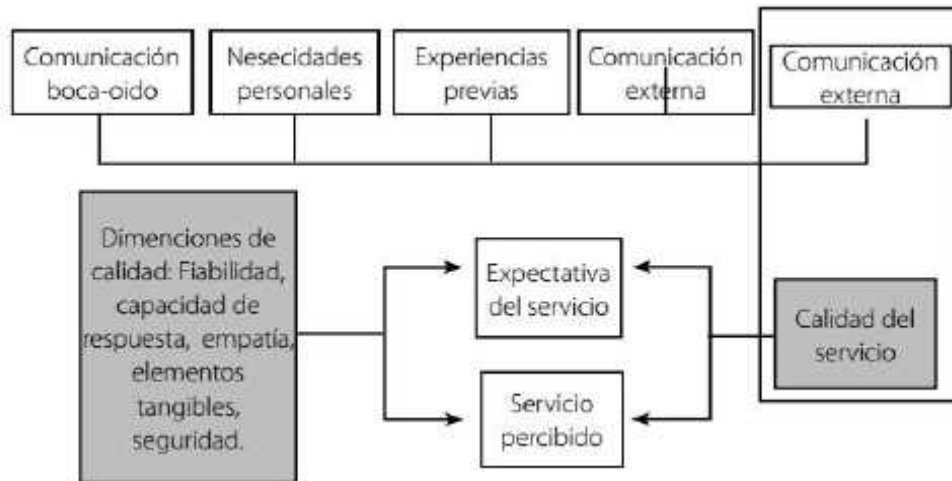 Comunicación
boca-oido
Nesecidades
personales
Experiencias
previas
Comunicación
externa
Comunicación
externa
Dimenciones de
calidad: Fiabilidad,
capacidad de
respuesta, empatía,
elementos
tangibles,
seguridad.
Expectativa
del servicio
Servicio
percibido
Calidad del
servicio